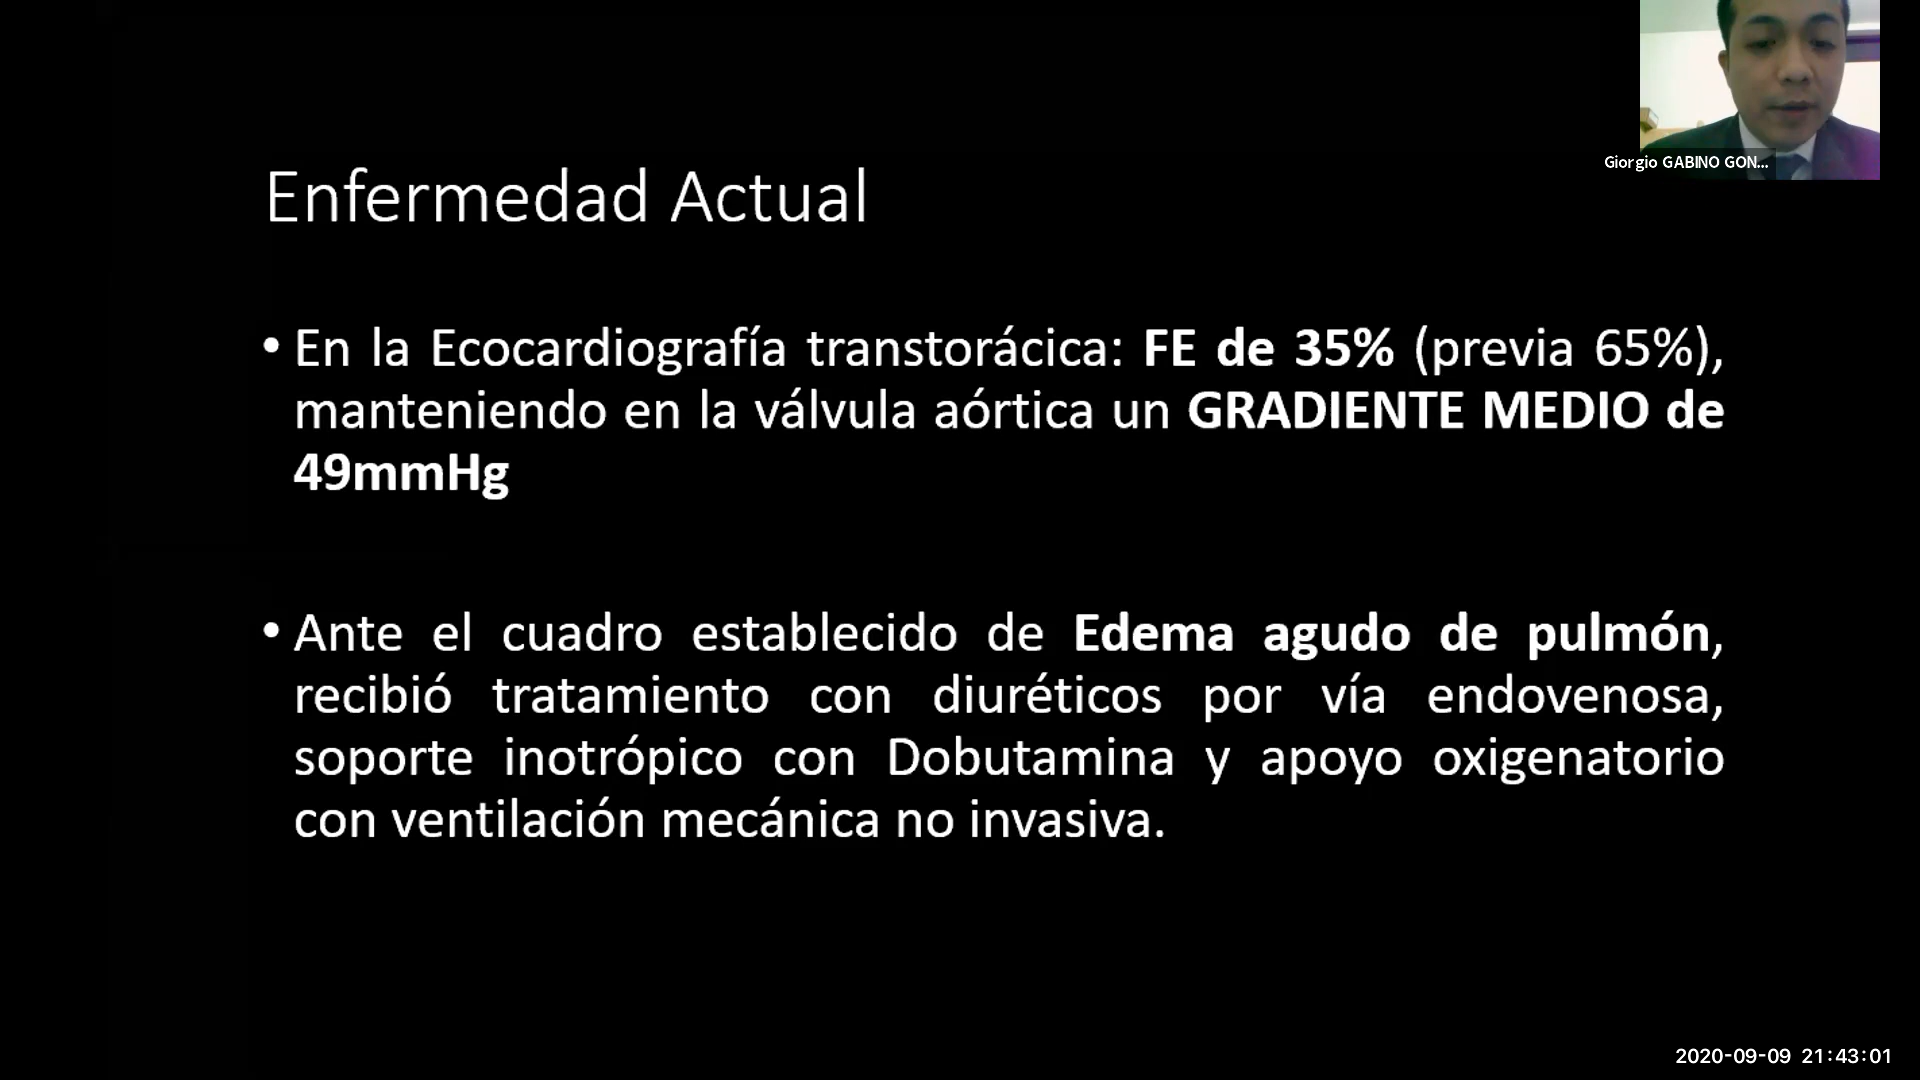 Giorgio GABINO GON...
Enfermedad Actual
• En la Ecocardiografía transtorácica: FE de 35% (previa 65%),
manteniendo en la válvula aórtica un GRADIENTE MEDIO de
49mmHg
• Ante el cuadro establecido de Edema agudo de pulmón,
recibió tratamiento con diuréticos por vía endovenosa,
soporte inotrópico con Dobutamina y apoyo oxigenatorio
con ventilación mecánica no invasiva.
2020-09-09 21:43:01